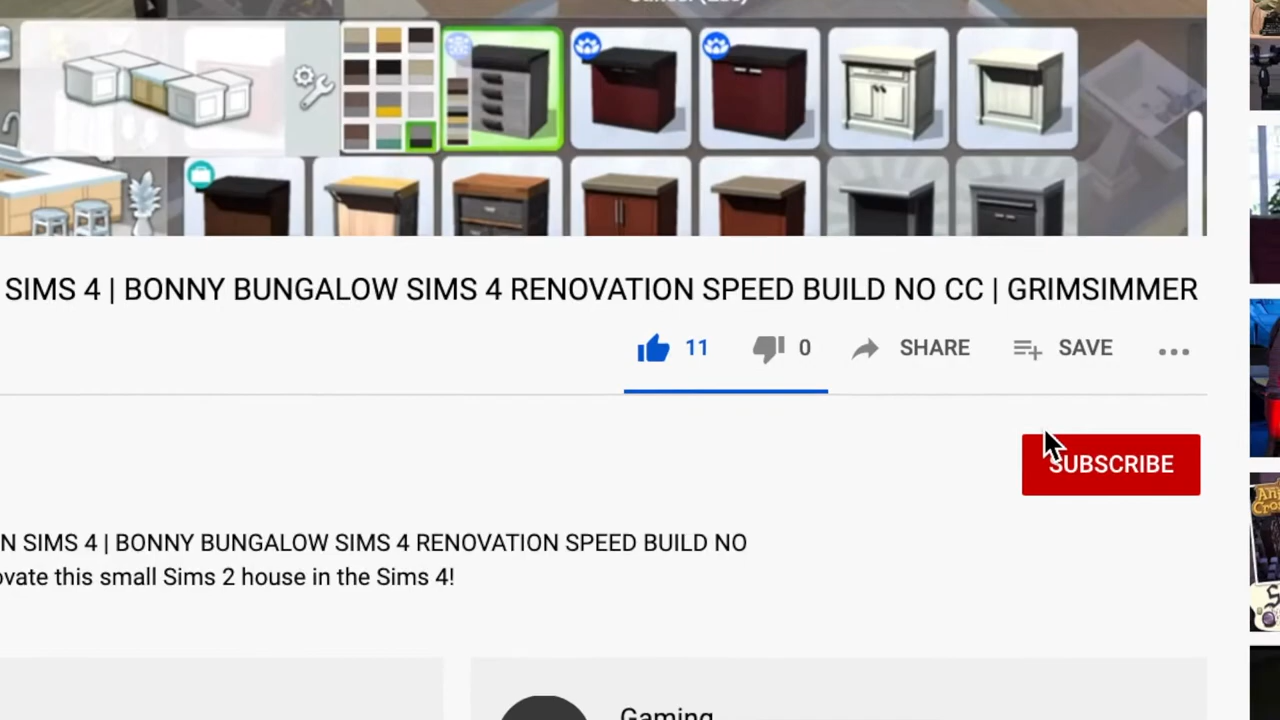 SIMS 4 | BONNY BUNGALOW SIMS 4 RENOVATION SPEED BUILD NO CC | GRIMSIMMER
11 0 SHARE SAVE
SUBSCRIBE
N SIMS 4 | BONNY BUNGALOW SIMS 4 RENOVATION SPEED BUILD NO
ovate this small Sims 2 house in the Sims 4!
Gaming